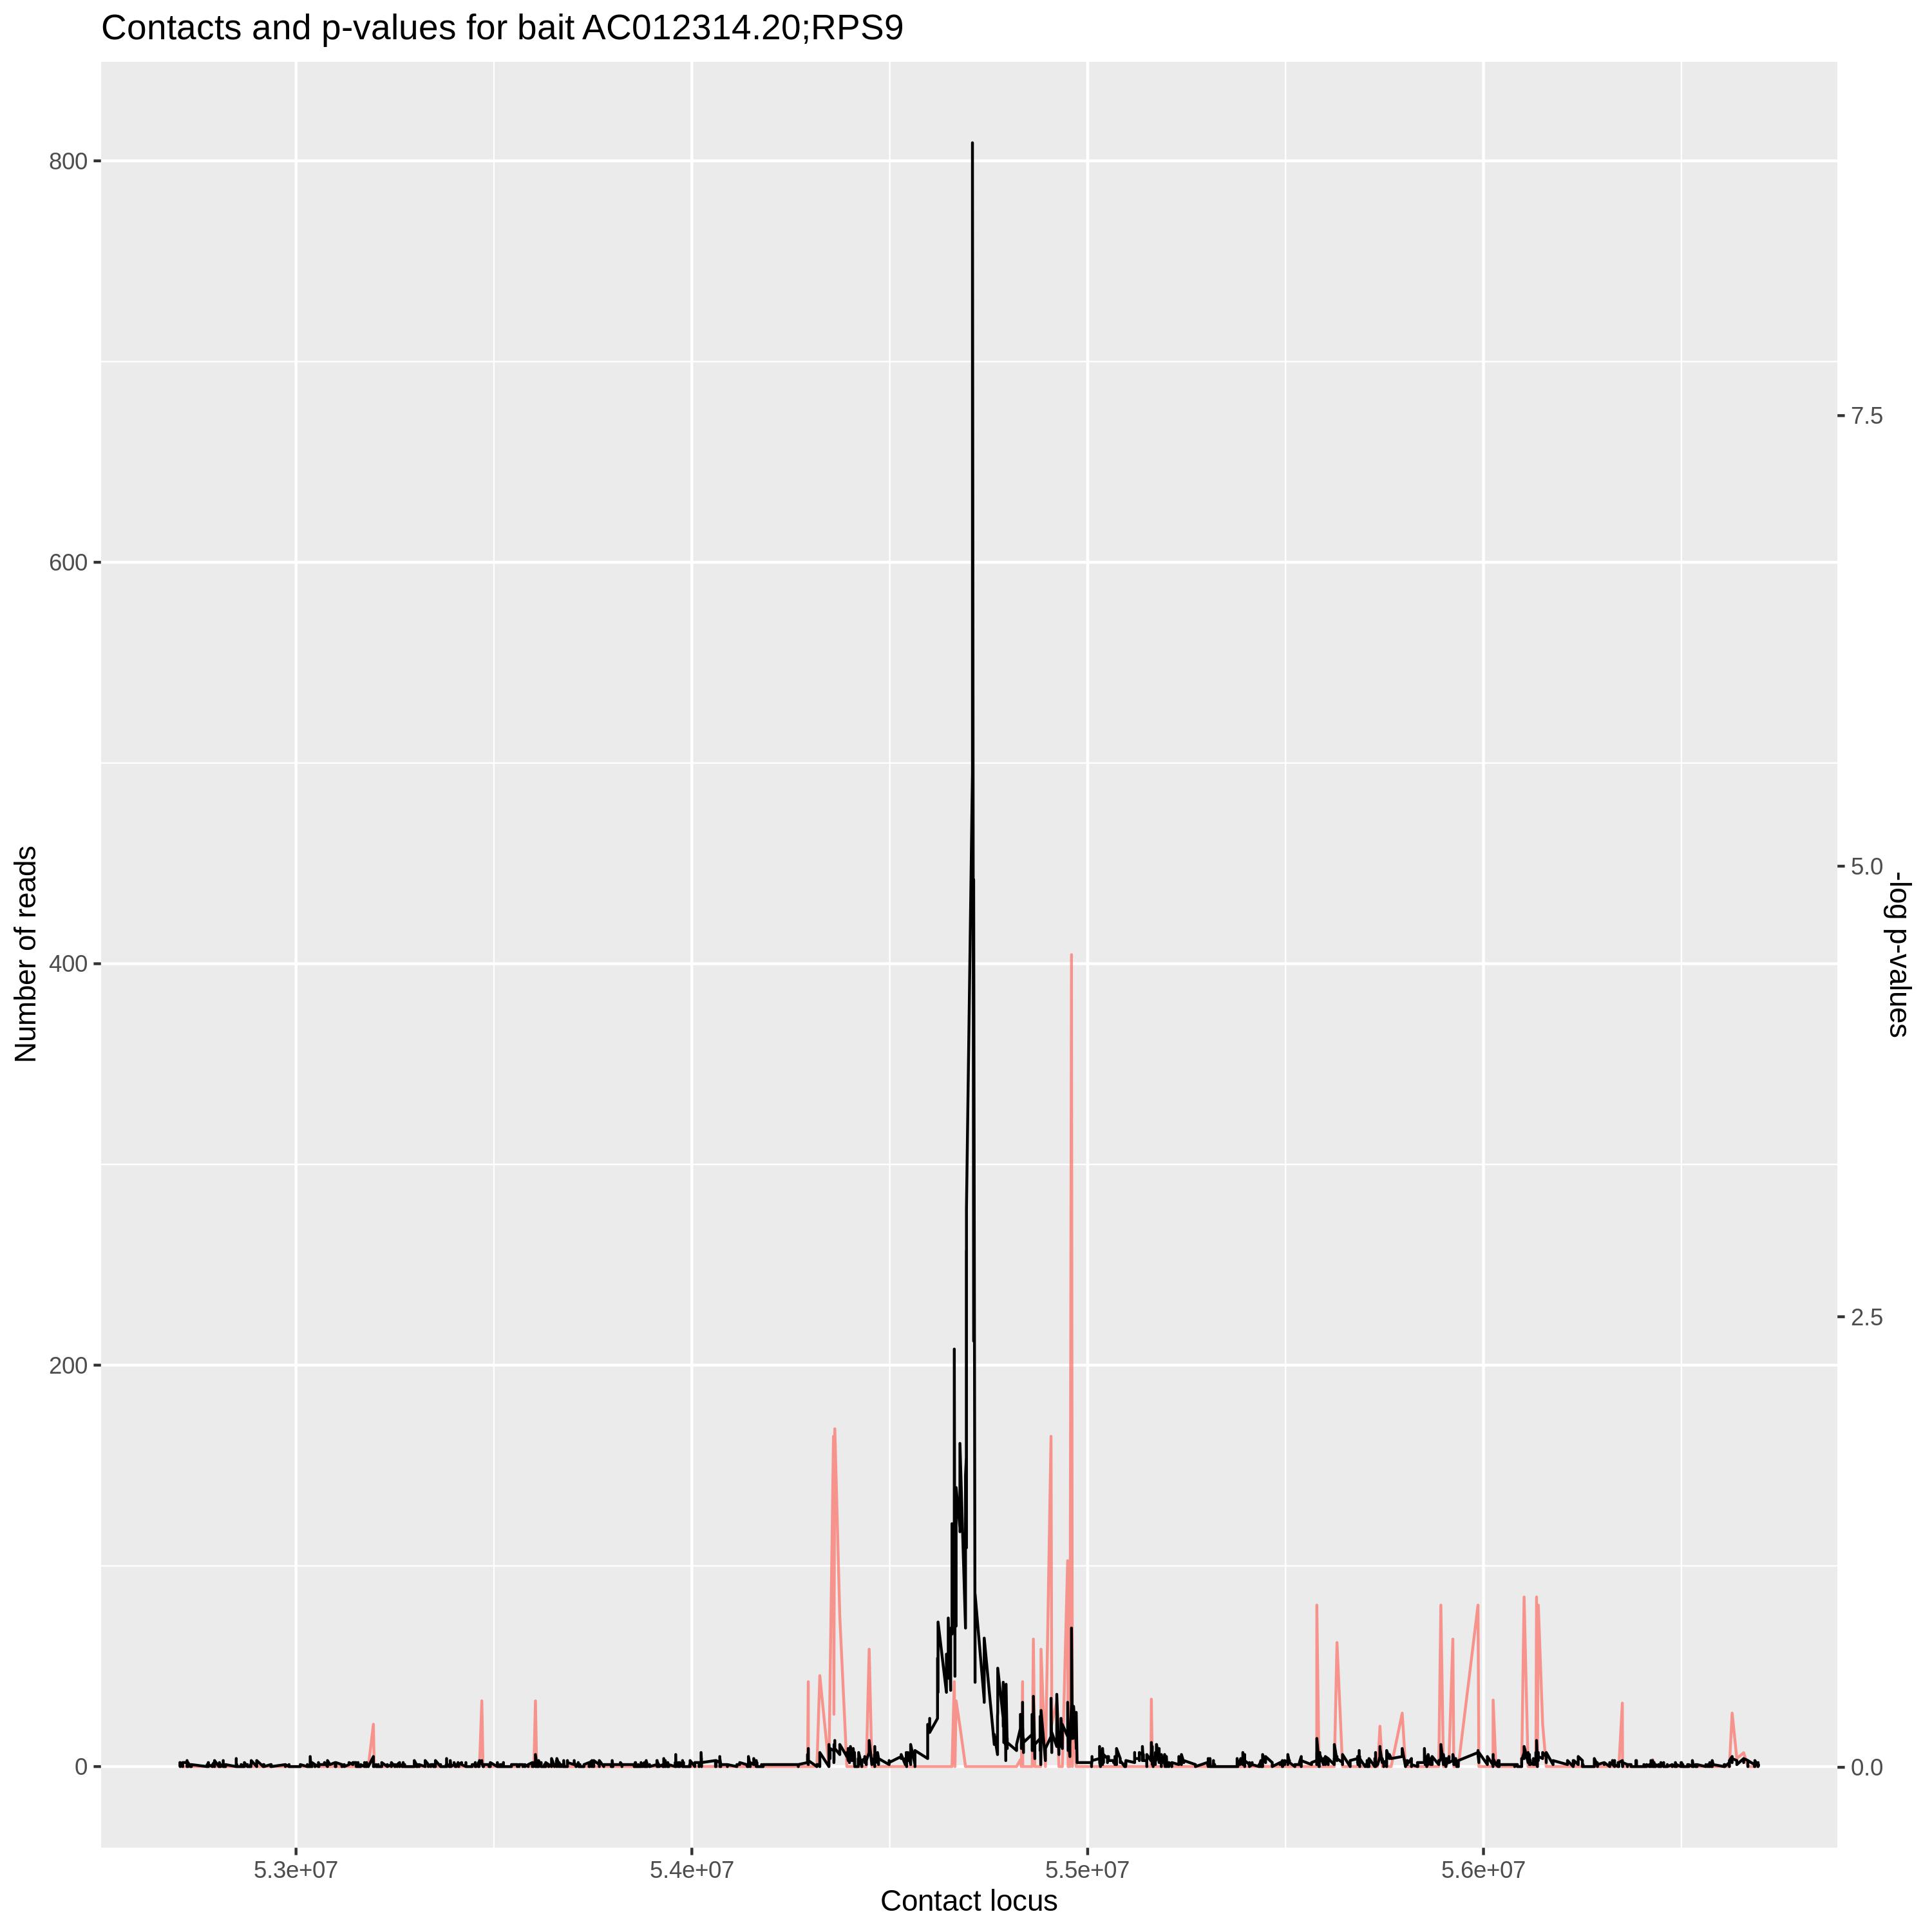 Contacts and p-values for bait AC012314.20;RPS9
800
600
400
200
0
Number of reads
7.5
5.0
2.5
0.0
-log p-values
5.3e+07
5.4e+07
5.5e+07
5.6e+07
Contact locus